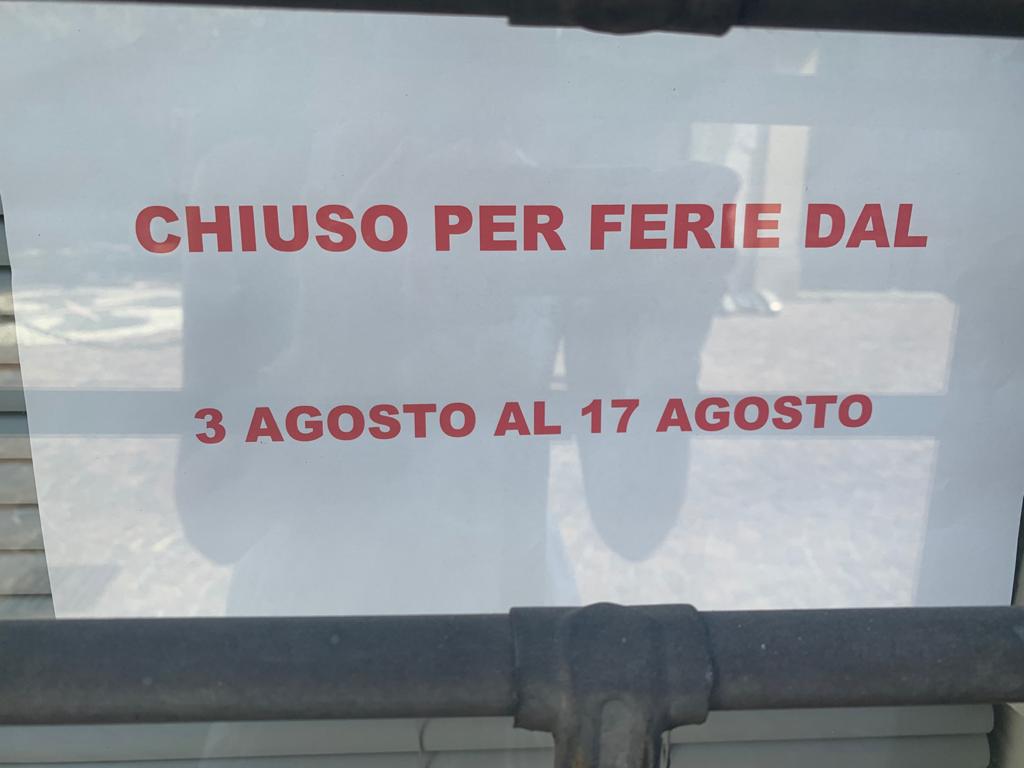 CHIUSO PER FERIE DAL
3 AGOSTO AL 17 AGOSTO